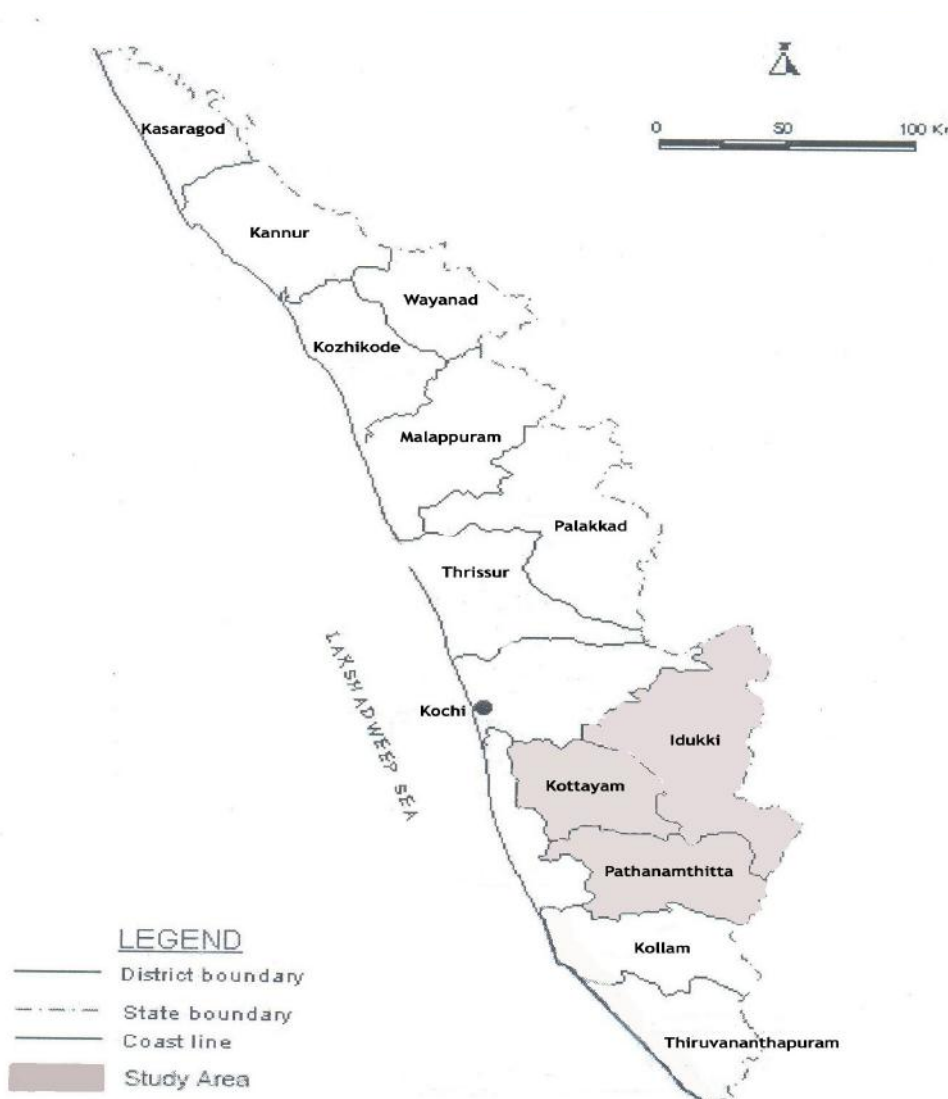 0
50
100 K
Kasaragod
Kannur
Wayanad
Kozhikode
Malappuram
Palakkad
Thrissur
LAKSHADWEEP SEA
Kochi
Idukki
Kottayam
Pathanamthitta
Kollam
Thiruvananthapuram
LEGEND
District boundary
State boundary
Coast line
Study Area